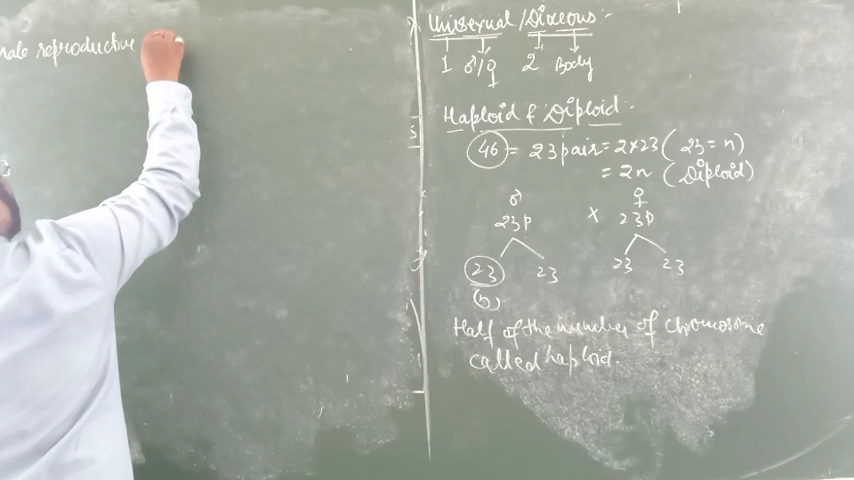 male reproductive
Unisexual / Dixeous :-
1 ♂/♀ 2 Body
Haploid & Diploid :-
46 = 23 pair = 2×23 ( 23 = n)
= 2n (Diploid)
♂ ♀
23P × 23P
23 23 23 23
(n)
Half of the number of chromosome
called haploid.